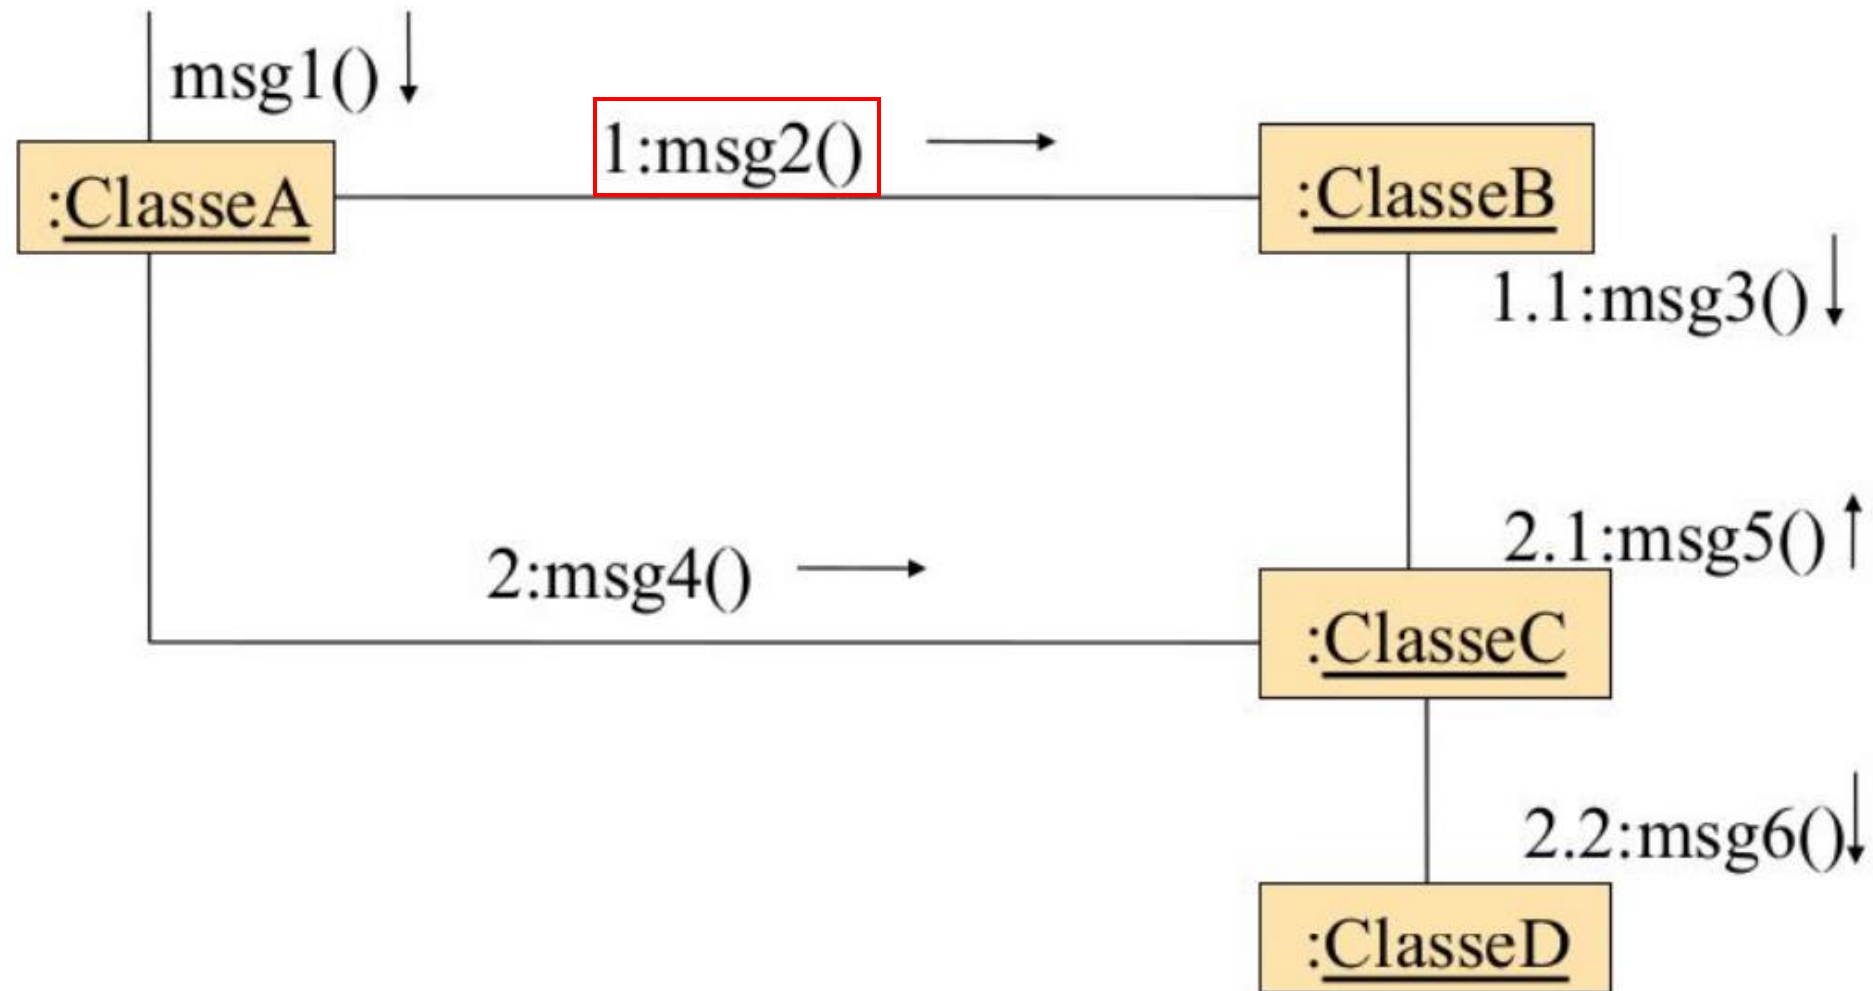 msg1()
1:msg2()
:ClasseA
:ClasseB
1.1:msg3()
2.1:msg5()
2:msg4()
:ClasseC
2.2:msg6()
:ClasseD